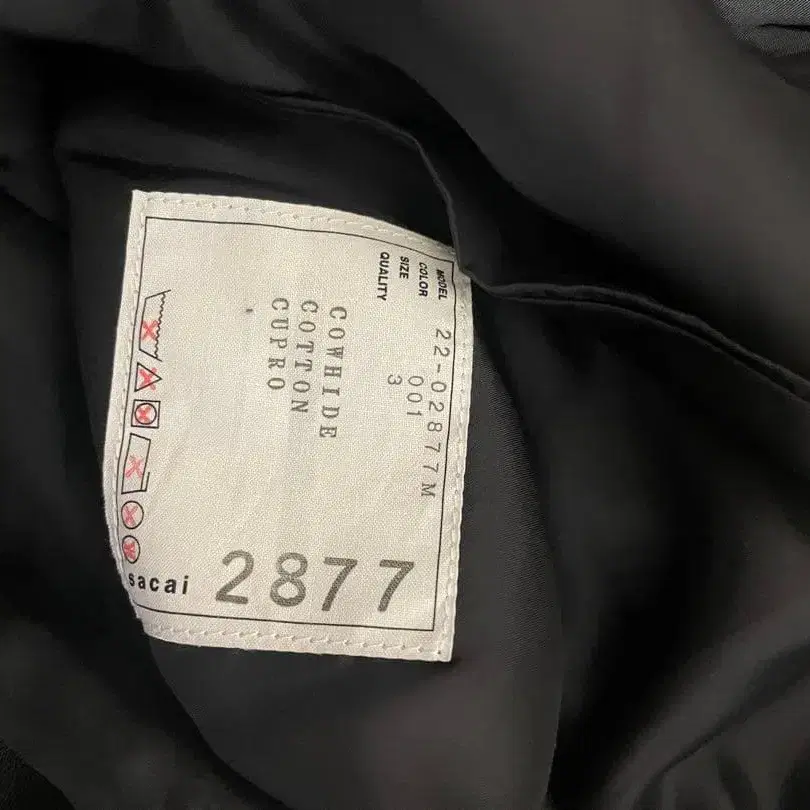 MODEL 22-02877M
COLOR 001
SIZE 3
QUALITY
COWHIDE
COTTON
CUPRO
sacai 2877